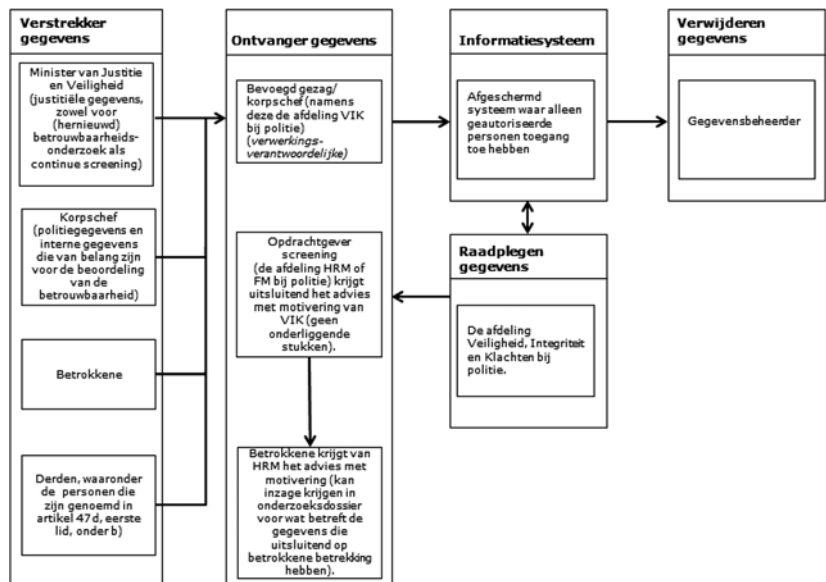 Verstrekker
gegevens
Minister van Justitie
en Veiligheid
(justitiële gegevens,
zowel voor
(hernieuwd)
betrouwbaarheids-
onderzoek als
continue screening)
Korpschef
(politiegegevens en
interne gegevens
die van belang zijn
voor de beoordeling
van de
betrouwbaarheid)
Betrokkene
Derden, waaronder
de personen die
zijn genoemd in
artikel 47d, eerste
lid, onder b)
Ontvanger gegevens
Bevoegd gezag/
korpschef (namens
deze de afdeling VIK
bij politie)
(verwerkings-
verantwoordelijke)
Opdrachtgever
screening
(de afdeling HRM of
FM bij politie) krijgt
uitsluitend het advies
met motivering van
VIK (geen
onderliggende
stukken).
Betrokkene krijgt van
HRM het advies met
motivering (kan
inzage krijgen in
onderzoeksdossier
voor wat betreft de
gegevens die
uitsluitend op
betrokkene betrekking
hebben).
Informatiesysteem
Afgeschermd
systeem waar alleen
geautoriseerde
personen toegang
toe hebben
Raadplegen
gegevens
De afdeling
Veiligheid, Integriteit
en Klachten bij
politie.
Verwijderen
gegevens
Gegevensbeheerder